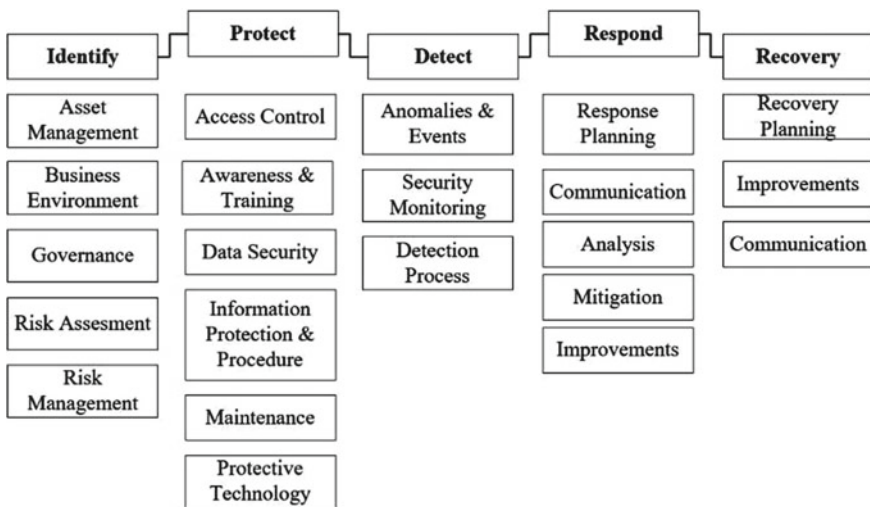 Identify
Protect
Detect
Respond
Recovery
Asset
Management
Business
Environment
Governance
Risk Assesment
Risk
Management
Access Control
Awareness &
Training
Data Security
Information
Protection &
Procedure
Maintenance
Protective
Technology
Anomalies &
Events
Security
Monitoring
Detection
Process
Response
Planning
Communication
Analysis
Mitigation
Improvements
Recovery
Planning
Improvements
Communication